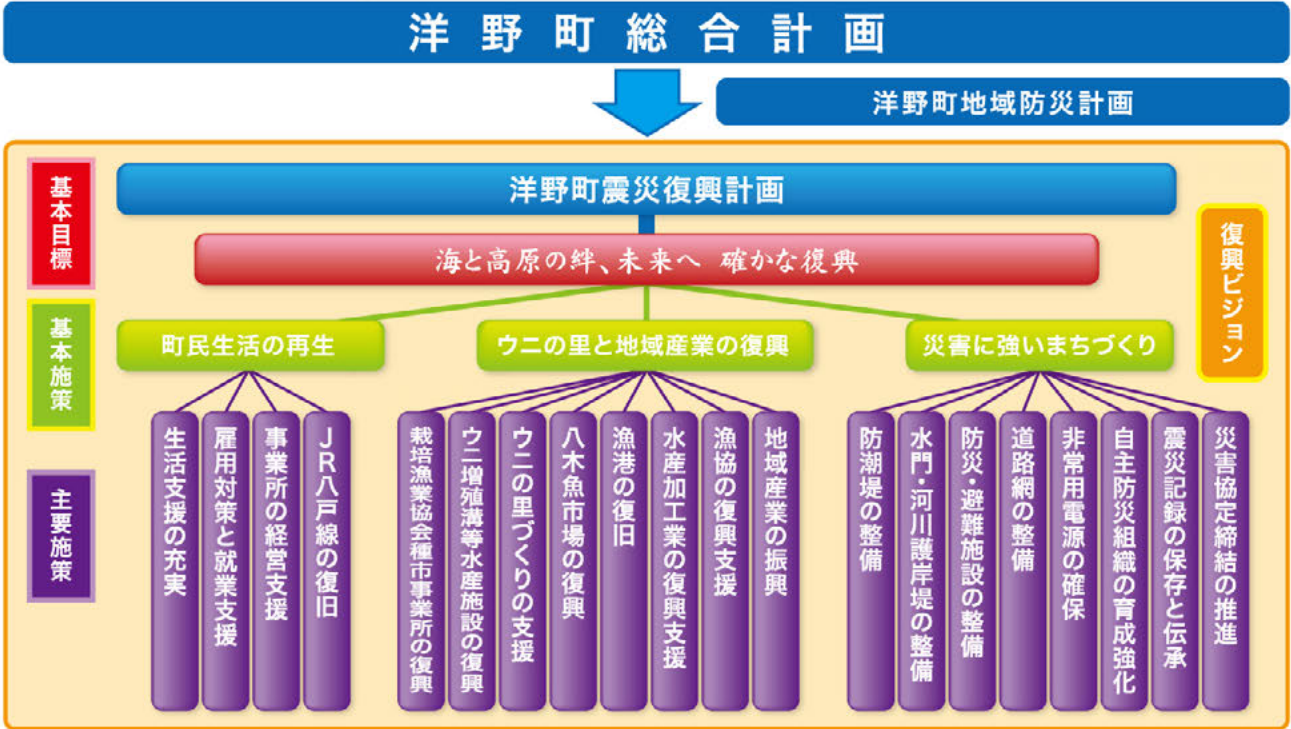 洋野町総合計画
洋野町地域防災計画
基本目標
洋野町震災復興計画
海と高原の絆、未来へ 確かな復興
復興ビジョン
基本施策
町民生活の再生
ウニの里と地域産業の復興
災害に強いまちづくり
主要施策
生活支援の充実
雇用対策と就業支援
事業所の経営支援
JR八戸線の復旧
栽培漁業協会種市事業所の復興
ウニ増殖溝等水産施設の復興
ウニの里づくりの支援
八木魚市場の復興
漁港の復旧
水産加工業の復興支援
漁協の復興支援
地域産業の振興
防潮堤の整備
水門・河川護岸堤の整備
防災・避難施設の整備
道路網の整備
非常用電源の確保
自主防災組織の育成強化
震災記録の保存と伝承
災害協定締結の推進